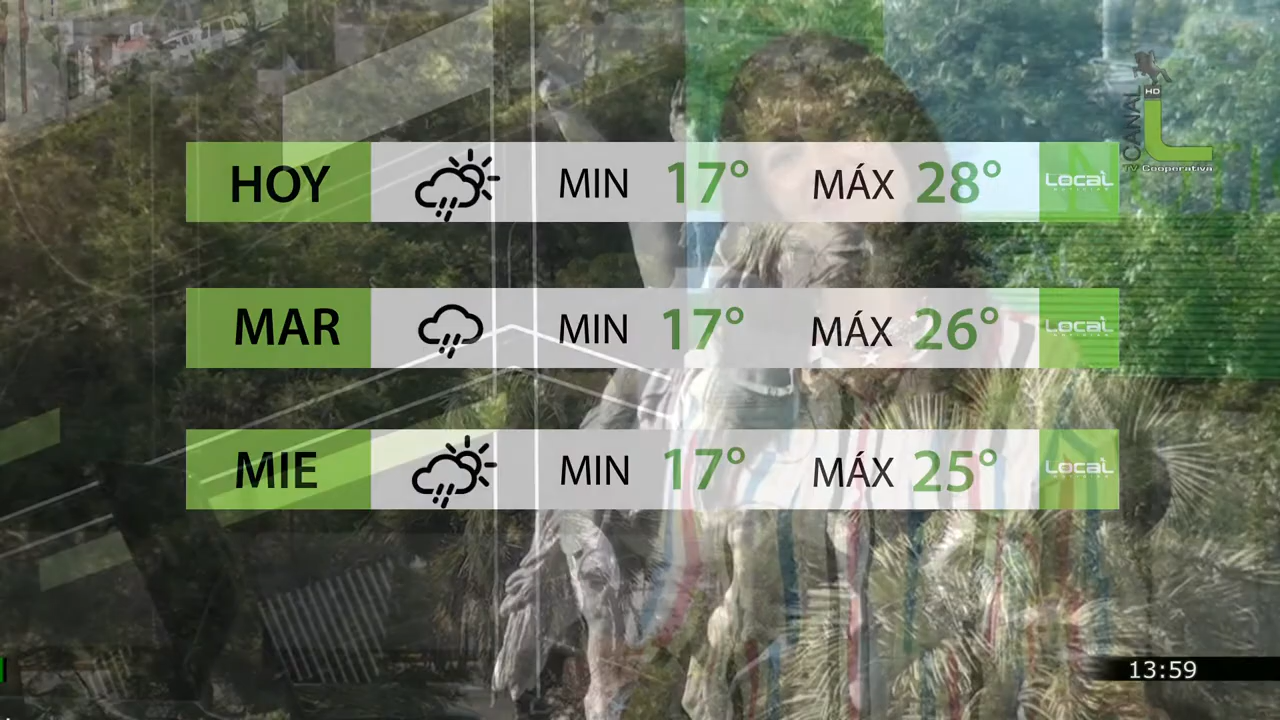 HD
CANAL
L
TV Cooperativa
HOY MIN 17° MÁX 28° LOCAL
MAR MIN 17° MÁX 26° LOCAL
MIE MIN 17° MÁX 25° LOCAL
13:59